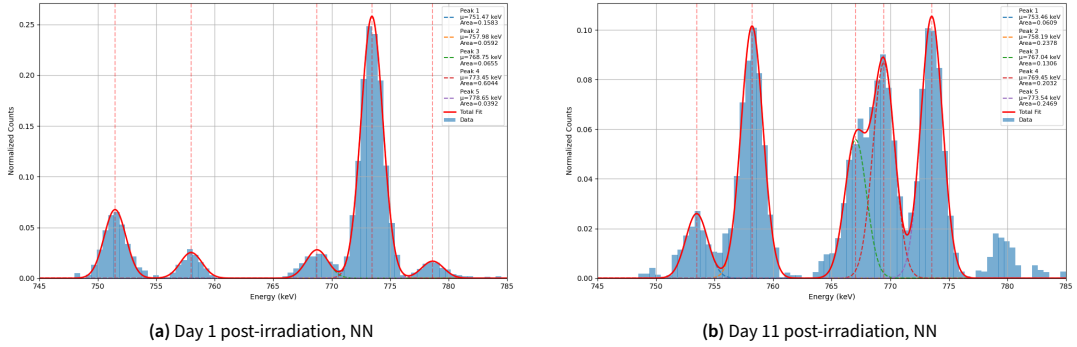 Normalized Counts
0.25
0.20
0.15
0.10
0.05
0.00
745
750
755
760
765
770
775
780
785
Energy (keV)
Peak 1
μ=751.47 keV
Area=0.1583
Peak 2
μ=757.98 keV
Area=0.0592
Peak 3
μ=768.75 keV
Area=0.0655
Peak 4
μ=773.45 keV
Area=0.6044
Peak 5
μ=778.65 keV
Area=0.0392
Total Fit
Data
(a) Day 1 post-irradiation, NN
Normalized Counts
0.10
0.08
0.06
0.04
0.02
0.00
745
750
755
760
765
770
775
780
785
Energy (keV)
Peak 1
μ=753.46 keV
Area=0.0609
Peak 2
μ=758.19 keV
Area=0.2378
Peak 3
μ=767.04 keV
Area=0.1306
Peak 4
μ=769.45 keV
Area=0.2032
Peak 5
μ=773.54 keV
Area=0.2469
Total Fit
Data
(b) Day 11 post-irradiation, NN